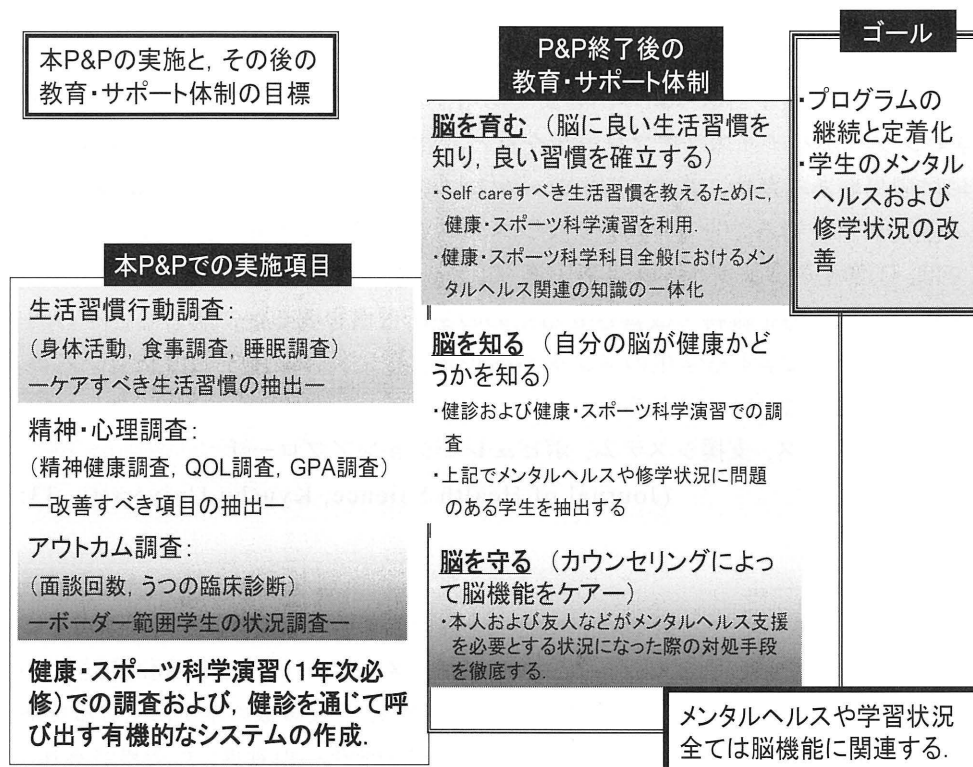 本P&Pの実施と, その後の
教育・サポート体制の目標
本P&Pでの実施項目
生活習慣行動調査:
(身体活動, 食事調査, 睡眠調査)
―ケアすべき生活習慣の抽出―
精神・心理調査:
(精神健康調査, QOL調査, GPA調査)
―改善すべき項目の抽出―
アウトカム調査:
(面談回数, うつの臨床診断)
―ボーダー範囲学生の状況調査―
健康・スポーツ科学演習(1年次必
修)での調査および, 健診を通じて呼
び出す有機的なシステムの作成.
P&P終了後の
教育・サポート体制
脳を育む (脳に良い生活習慣を
知り, 良い習慣を確立する)
・Self careすべき生活習慣を教えるために,
健康・スポーツ科学演習を利用.
・健康・スポーツ科学科目全般におけるメン
タルヘルス関連の知識の一体化
脳を知る (自分の脳が健康かど
うかを知る)
・健診および健康・スポーツ科学演習での調
査
・上記でメンタルヘルスや修学状況に問題
のある学生を抽出する
脳を守る (カウンセリングによっ
て脳機能をケアー)
・本人および友人などがメンタルヘルス支援
を必要とする状況になった際の対処手段
を徹底する.
ゴール
・プログラムの
継続と定着化
・学生のメンタル
ヘルスおよび
修学状況の改
善
メンタルヘルスや学習状況
全ては脳機能に関連する.